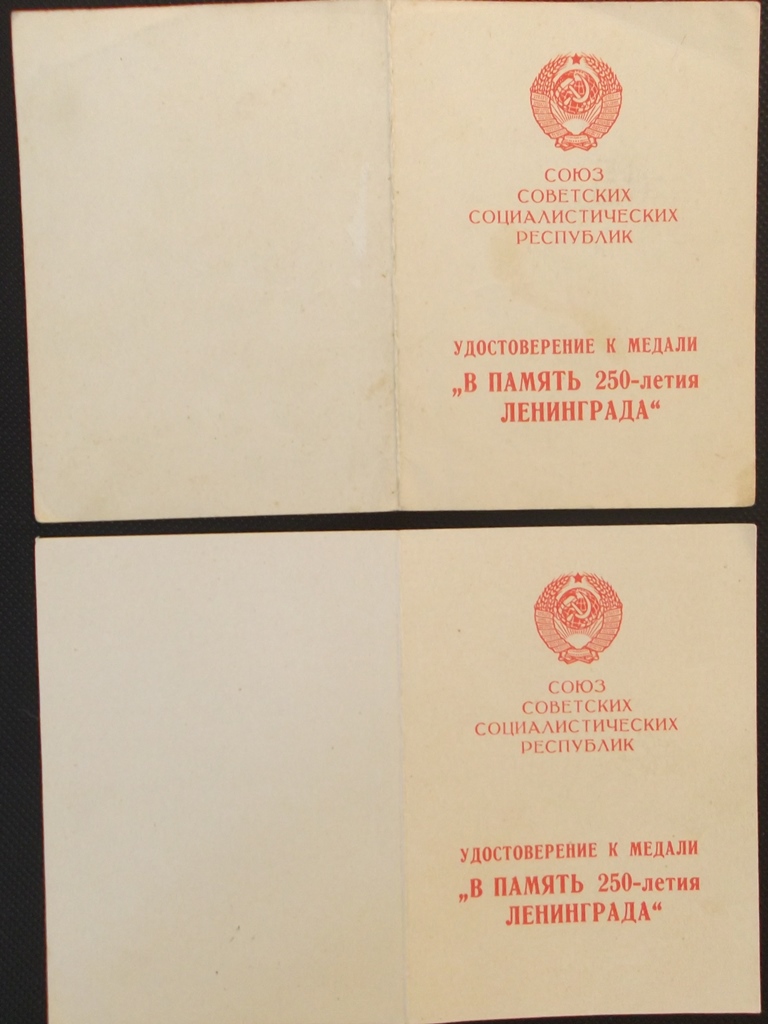 СОЮЗ
СОВЕТСКИХ
СОЦИАЛИСТИЧЕСКИХ
РЕСПУБЛИК
УДОСТОВЕРЕНИЕ К МЕДАЛИ
„В ПАМЯТЬ 250-летия
ЛЕНИНГРАДА“
СОЮЗ
СОВЕТСКИХ
СОЦИАЛИСТИЧЕСКИХ
РЕСПУБЛИК
УДОСТОВЕРЕНИЕ К МЕДАЛИ
„В ПАМЯТЬ 250-летия
ЛЕНИНГРАДА“